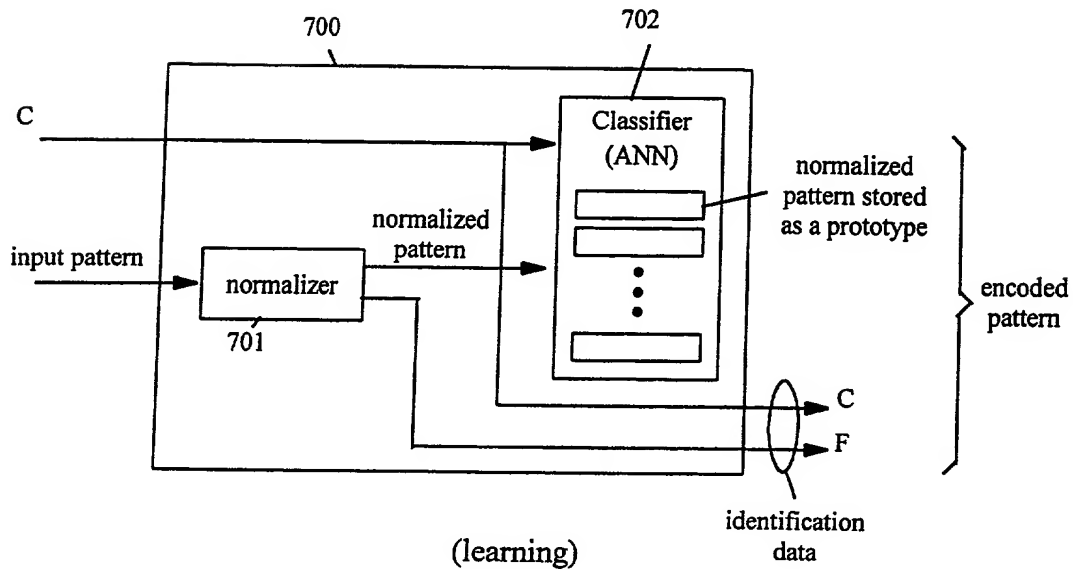 700
702
C
Classifier
(ANN)
normalized
pattern stored
as a prototype
normalized
pattern
input pattern
normalizer
701
encoded
pattern
C
F
identification
data
(learning)